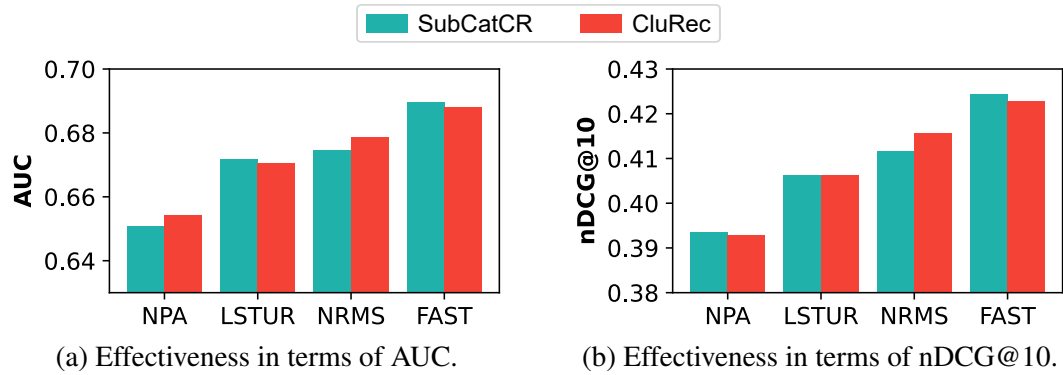 SubCatCR CluRec
AUC
0.70
0.68
0.66
0.64
NPA LSTUR NRMS FAST
(a) Effectiveness in terms of AUC.
nDCG@10
0.43
0.42
0.41
0.40
0.39
0.38
NPA LSTUR NRMS FAST
(b) Effectiveness in terms of nDCG@10.